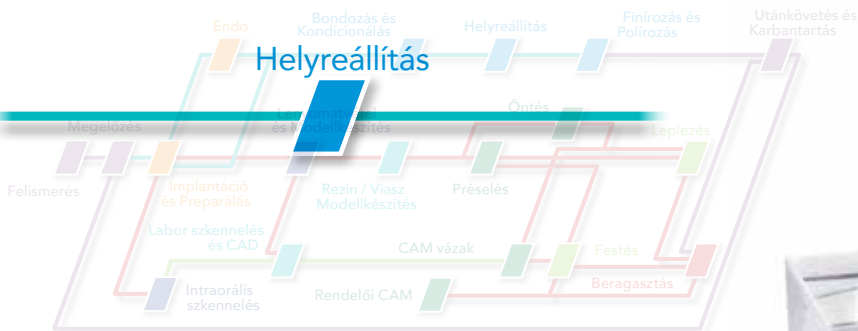 Endo
Bondozás és
Kondicionálás
Helyreállítás
Finírozás és
Polírozás
Utánkövetés és
Karbantartás
Helyreállítás
Megelőzés
Lenyomatvétel
és Modellkészítés
Öntés
Leplezés
Felismerés
Implantáció
és Preparálás
Rezin / Viasz
Modellkészítés
Préselés
Labor szkennelés
és CAD
CAM vázak
Festés
Intraorális
szkennelés
Rendelői CAM
Beragasztás